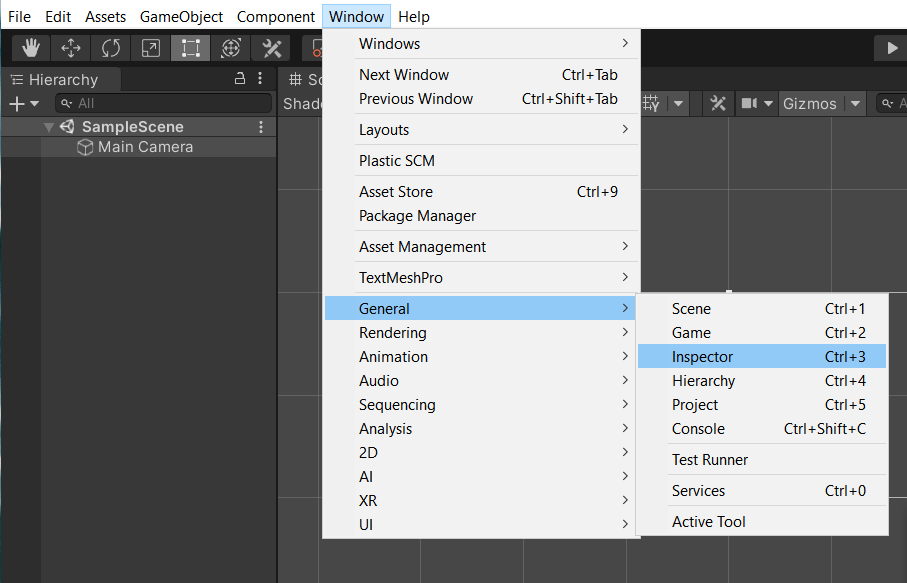 File Edit Assets GameObject Component Window Help
Hierarchy
All
SampleScene
Main Camera
Gizmos
Windows
Next Window Ctrl+Tab
Previous Window Ctrl+Shift+Tab
Layouts
Plastic SCM
Asset Store Ctrl+9
Package Manager
Asset Management
TextMeshPro
General
Rendering
Animation
Audio
Sequencing
Analysis
2D
AI
XR
UI
Scene Ctrl+1
Game Ctrl+2
Inspector Ctrl+3
Hierarchy Ctrl+4
Project Ctrl+5
Console Ctrl+Shift+C
Test Runner
Services Ctrl+0
Active Tool